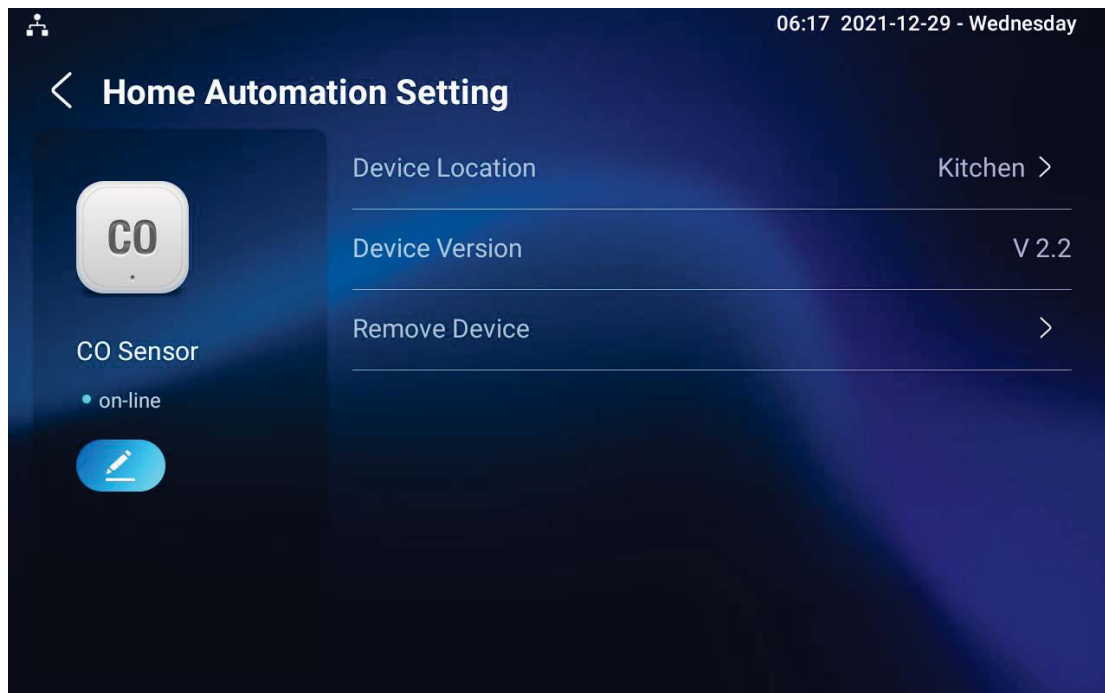 06:17 2021-12-29 - Wednesday
Home Automation Setting
CO
CO Sensor
on-line
Device Location Kitchen
Device Version V 2.2
Remove Device